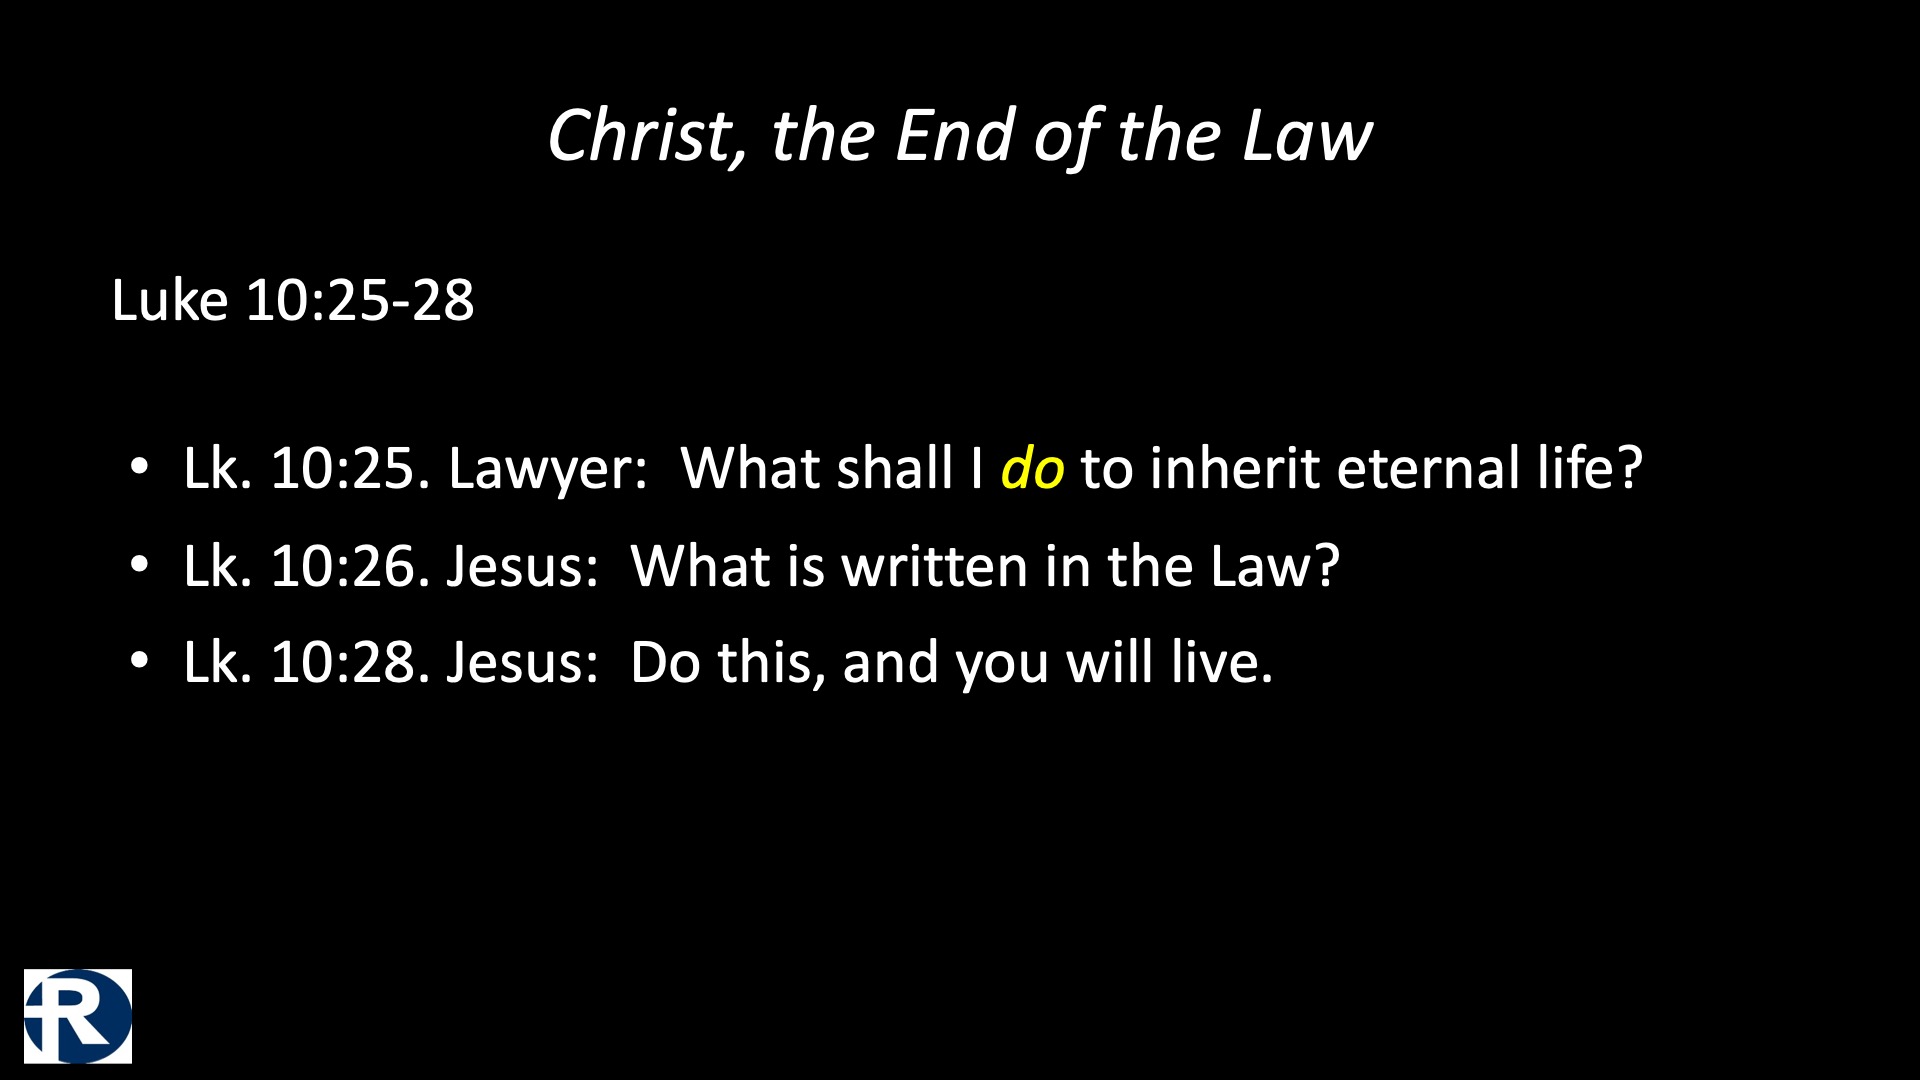 Christ, the End of the Law
Luke 10:25-28
• Lk. 10:25. Lawyer:  What shall I do to inherit eternal life?
• Lk. 10:26. Jesus:  What is written in the Law?
• Lk. 10:28. Jesus:  Do this, and you will live.
R